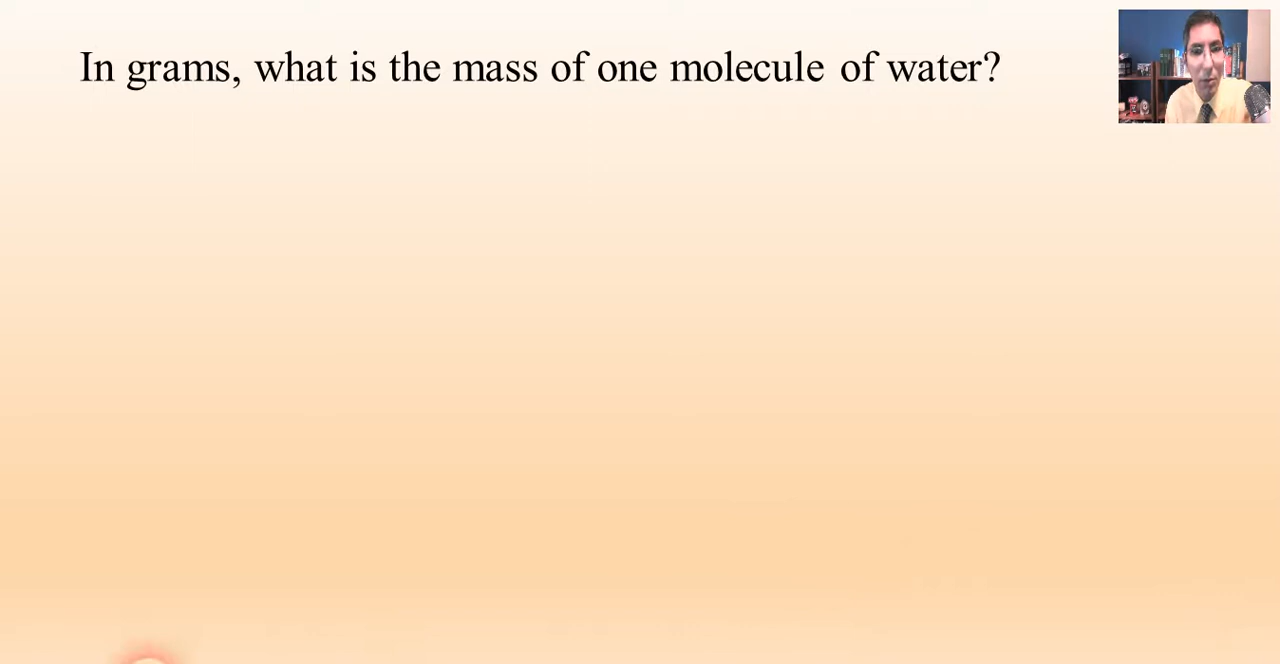 In grams, what is the mass of one molecule of water?